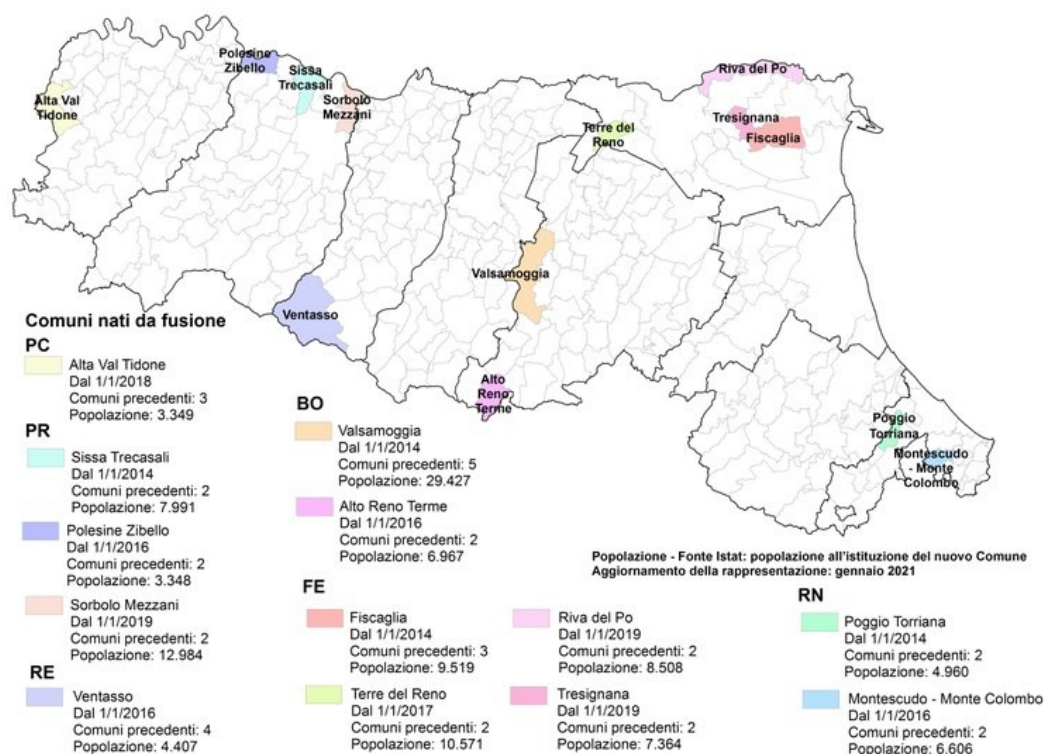 Polesine
Zibello
Sissa
Trecasali
Sorbolo
Mezzani
Alta Val
Tidone
Riva del Po
Tresignana
Fiscaglia
Terre del
Reno
Valsamoggia
Ventasso
Alto
Reno
Terme
Poggio
Torriana
Montescudo
- Monte
Colombo
Comuni nati da fusione
PC
Alta Val Tidone
Dal 1/1/2018
Comuni precedenti: 3
Popolazione: 3.349
PR
Sissa Trecasali
Dal 1/1/2014
Comuni precedenti: 2
Popolazione: 7.991
Polesine Zibello
Dal 1/1/2016
Comuni precedenti: 2
Popolazione: 3.348
Sorbolo Mezzani
Dal 1/1/2019
Comuni precedenti: 2
Popolazione: 12.984
RE
Ventasso
Dal 1/1/2016
Comuni precedenti: 4
Popolazione: 4.407
BO
Valsamoggia
Dal 1/1/2014
Comuni precedenti: 5
Popolazione: 29.427
Alto Reno Terme
Dal 1/1/2016
Comuni precedenti: 2
Popolazione: 6.967
Popolazione - Fonte Istat: popolazione all'istituzione del nuovo Comune
Aggiornamento della rappresentazione: gennaio 2021
FE
Fiscaglia
Dal 1/1/2014
Comuni precedenti: 3
Popolazione: 9.519
Terre del Reno
Dal 1/1/2017
Comuni precedenti: 2
Popolazione: 10.571
Riva del Po
Dal 1/1/2019
Comuni precedenti: 2
Popolazione: 8.508
Tresignana
Dal 1/1/2019
Comuni precedenti: 2
Popolazione: 7.364
RN
Poggio Torriana
Dal 1/1/2014
Comuni precedenti: 2
Popolazione: 4.960
Montescudo - Monte Colombo
Dal 1/1/2016
Comuni precedenti: 2
Popolazione: 6.606